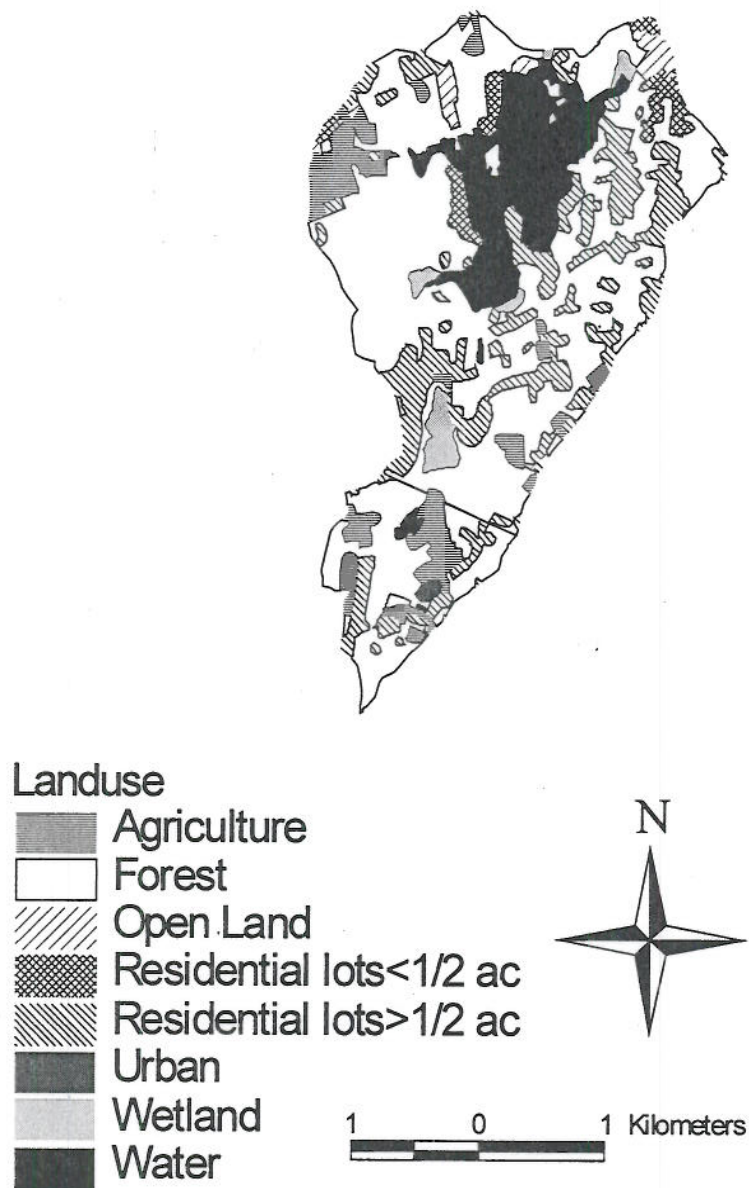 Landuse
Agriculture
Forest
Open Land
Residential lots<1/2 ac
Residential lots>1/2 ac
Urban
Wetland
Water
N
1 0 1 Kilometers